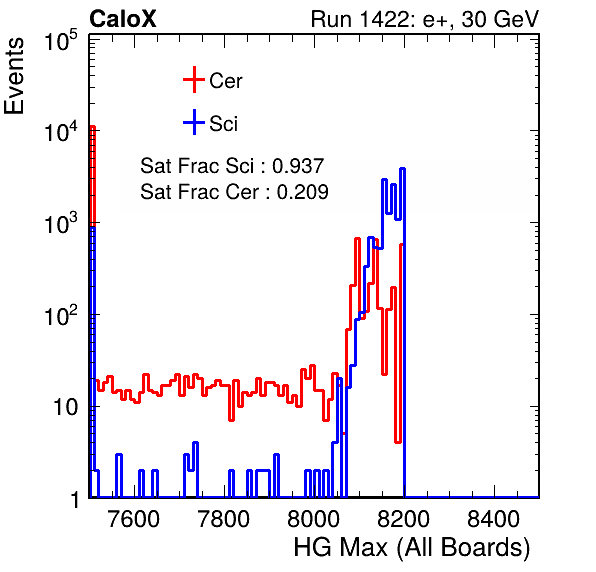 CaloX
Run 1422: e+, 30 GeV
Events
10^5
10^4
10^3
10^2
10
1
Cer
Sci
Sat Frac Sci : 0.937
Sat Frac Cer : 0.209
7600 7800 8000 8200 8400
HG Max (All Boards)